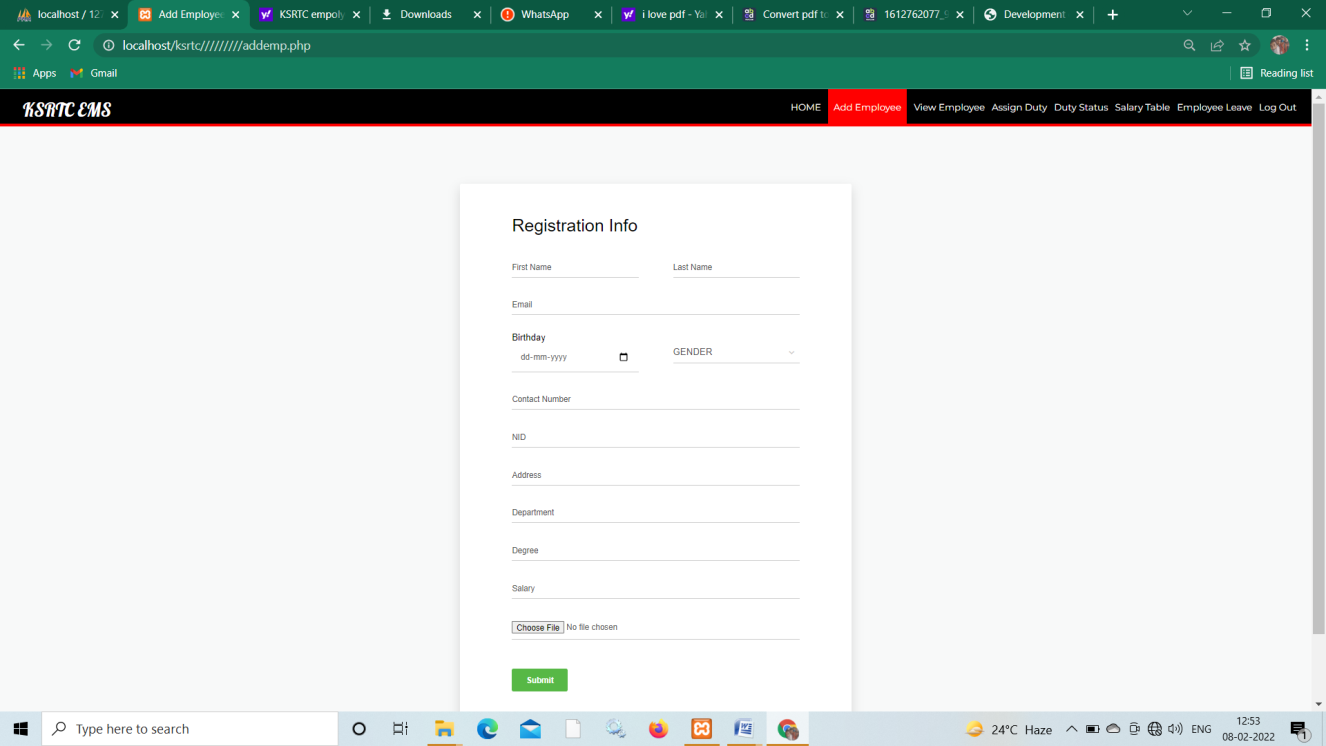 localhost / 127
Add Employee
KSRTC empoly
Downloads
WhatsApp
i love pdf - Ya
Convert pdf to
1612762077_9
Development
localhost/ksrtc/////////addemp.php
Apps
Gmail
Reading list
KSRTC EMS
HOME
Add Employee
View Employee
Assign Duty
Duty Status
Salary Table
Employee Leave
Log Out
Registration Info
First Name
Last Name
Email
Birthday
dd-mm-yyyy
GENDER
Contact Number
NID
Address
Department
Degree
Salary
Choose File No file chosen
Submit
Type here to search
24°C Haze
ENG
12:53
08-02-2022
1